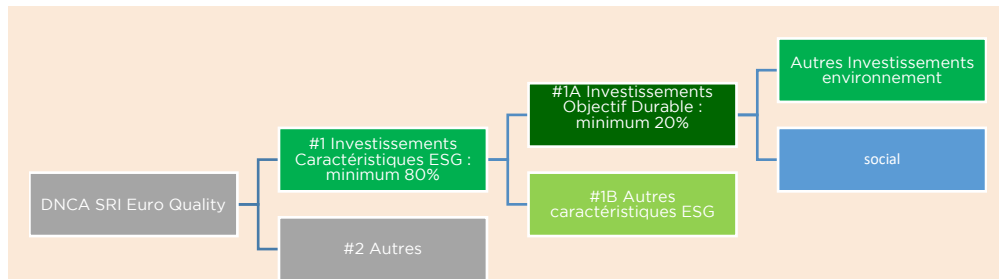 DNCA SRI Euro Quality
#1 Investissements
Caractéristiques ESG :
minimum 80%
#2 Autres
#1A Investissements
Objectif Durable :
minimum 20%
#1B Autres
caractéristiques ESG
Autres Investissements
environnement
social